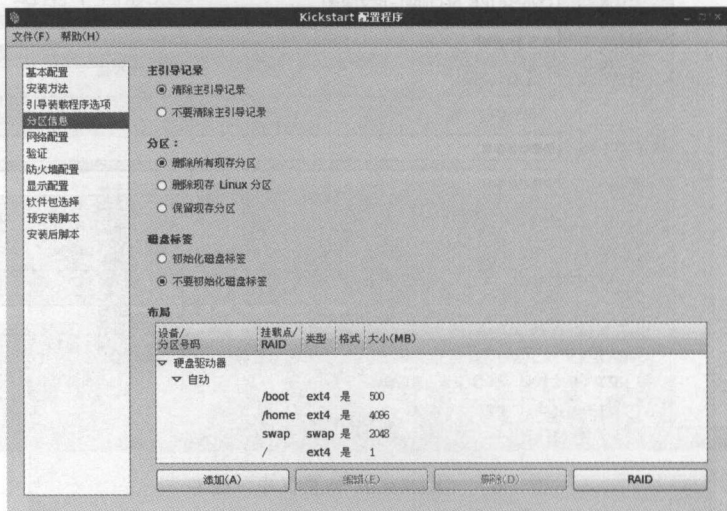 Kickstart 配置程序
文件(F) 帮助(H)
基本配置
安装方法
引导装载程序选项
分区信息
网络配置
验证
防火墙配置
显示配置
软件包选择
预安装脚本
安装后脚本
主引导记录
清除主引导记录
不要清除主引导记录
分区：
删除所有现存分区
删除现存 Linux 分区
保留现存分区
磁盘标签
初始化磁盘标签
不要初始化磁盘标签
布局
设备/
分区号码
挂载点/
RAID
类型
格式
大小(MB)
硬盘驱动器
自动
/boot ext4 是 500
/home ext4 是 4096
swap swap 是 2048
/ ext4 是 1
添加(A) 编辑(E) 删除(D) RAID